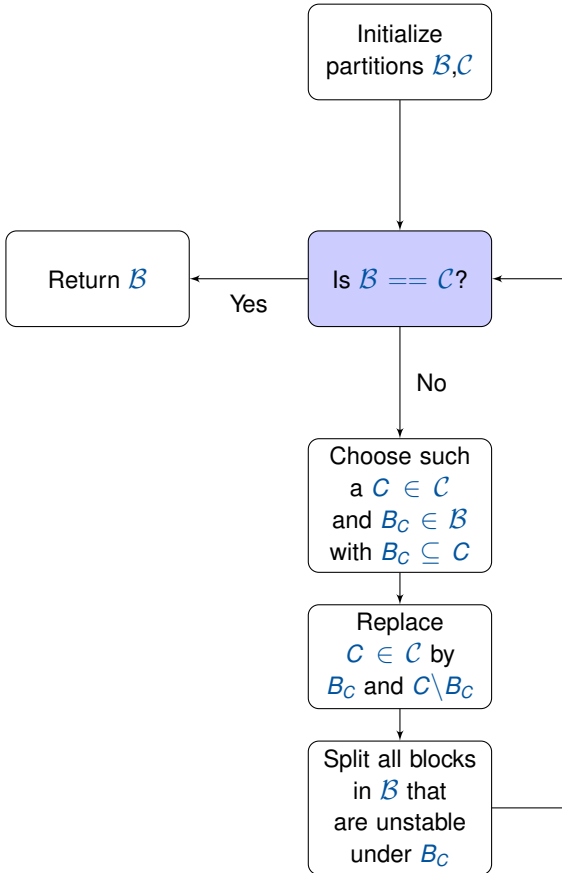 Initialize
partitions ℬ,𝒞
Return ℬ
Yes
Is ℬ == 𝒞?
No
Choose such
a C ∈ 𝒞
and B_C ∈ ℬ
with B_C ⊆ C
Replace
C ∈ 𝒞 by
B_C and C\B_C
Split all blocks
in ℬ that
are unstable
under B_C